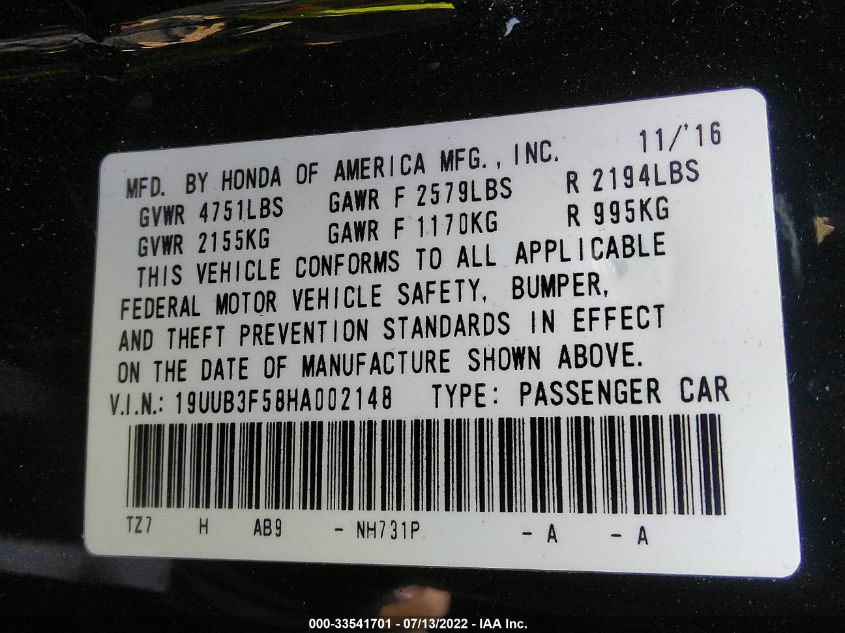 MFD. BY HONDA OF AMERICA MFG., INC. 11/'16
GVWR 4751LBS GAWR F 2579LBS R 2194LBS
GVWR 2155KG GAWR F 1170KG R 995KG
THIS VEHICLE CONFORMS TO ALL APPLICABLE
FEDERAL MOTOR VEHICLE SAFETY, BUMPER,
AND THEFT PREVENTION STANDARDS IN EFFECT
ON THE DATE OF MANUFACTURE SHOWN ABOVE.
V.I.N.: 19UUB3F58HA002148 TYPE: PASSENGER CAR
TZ7 H AB9 - NH731P - A - A
000-33541701 - 07/13/2022 - IAA Inc.